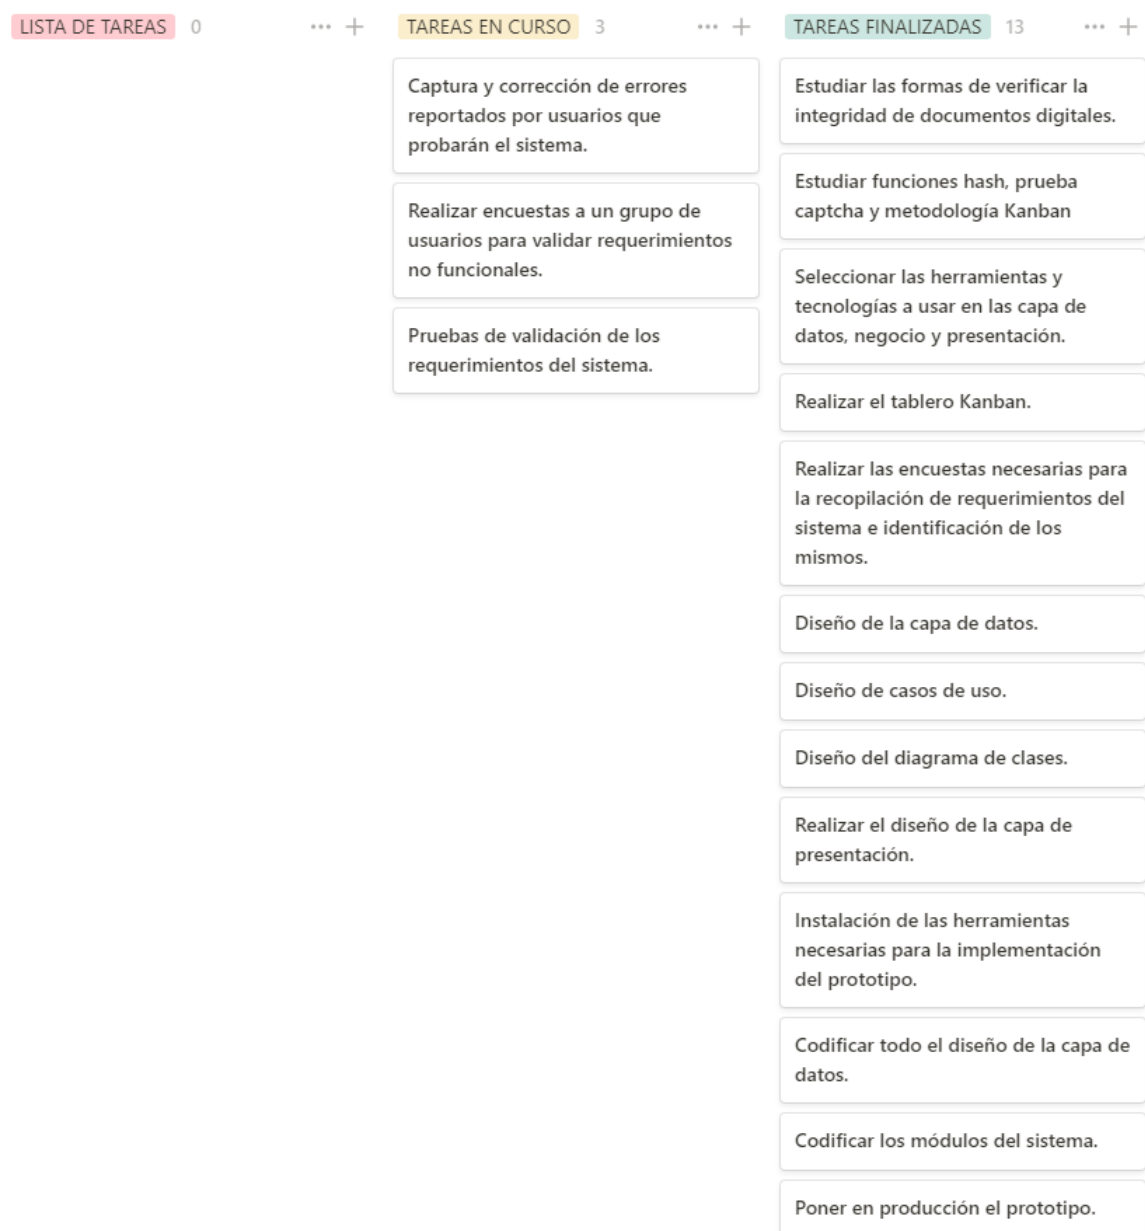 LISTA DE TAREAS 0
TAREAS EN CURSO 3
Captura y corrección de errores
reportados por usuarios que
probarán el sistema.
Realizar encuestas a un grupo de
usuarios para validar requerimientos
no funcionales.
Pruebas de validación de los
requerimientos del sistema.
TAREAS FINALIZADAS 13
Estudiar las formas de verificar la
integridad de documentos digitales.
Estudiar funciones hash, prueba
captcha y metodología Kanban
Seleccionar las herramientas y
tecnologías a usar en las capa de
datos, negocio y presentación.
Realizar el tablero Kanban.
Realizar las encuestas necesarias para
la recopilación de requerimientos del
sistema e identificación de los
mismos.
Diseño de la capa de datos.
Diseño de casos de uso.
Diseño del diagrama de clases.
Realizar el diseño de la capa de
presentación.
Instalación de las herramientas
necesarias para la implementación
del prototipo.
Codificar todo el diseño de la capa de
datos.
Codificar los módulos del sistema.
Poner en producción el prototipo.